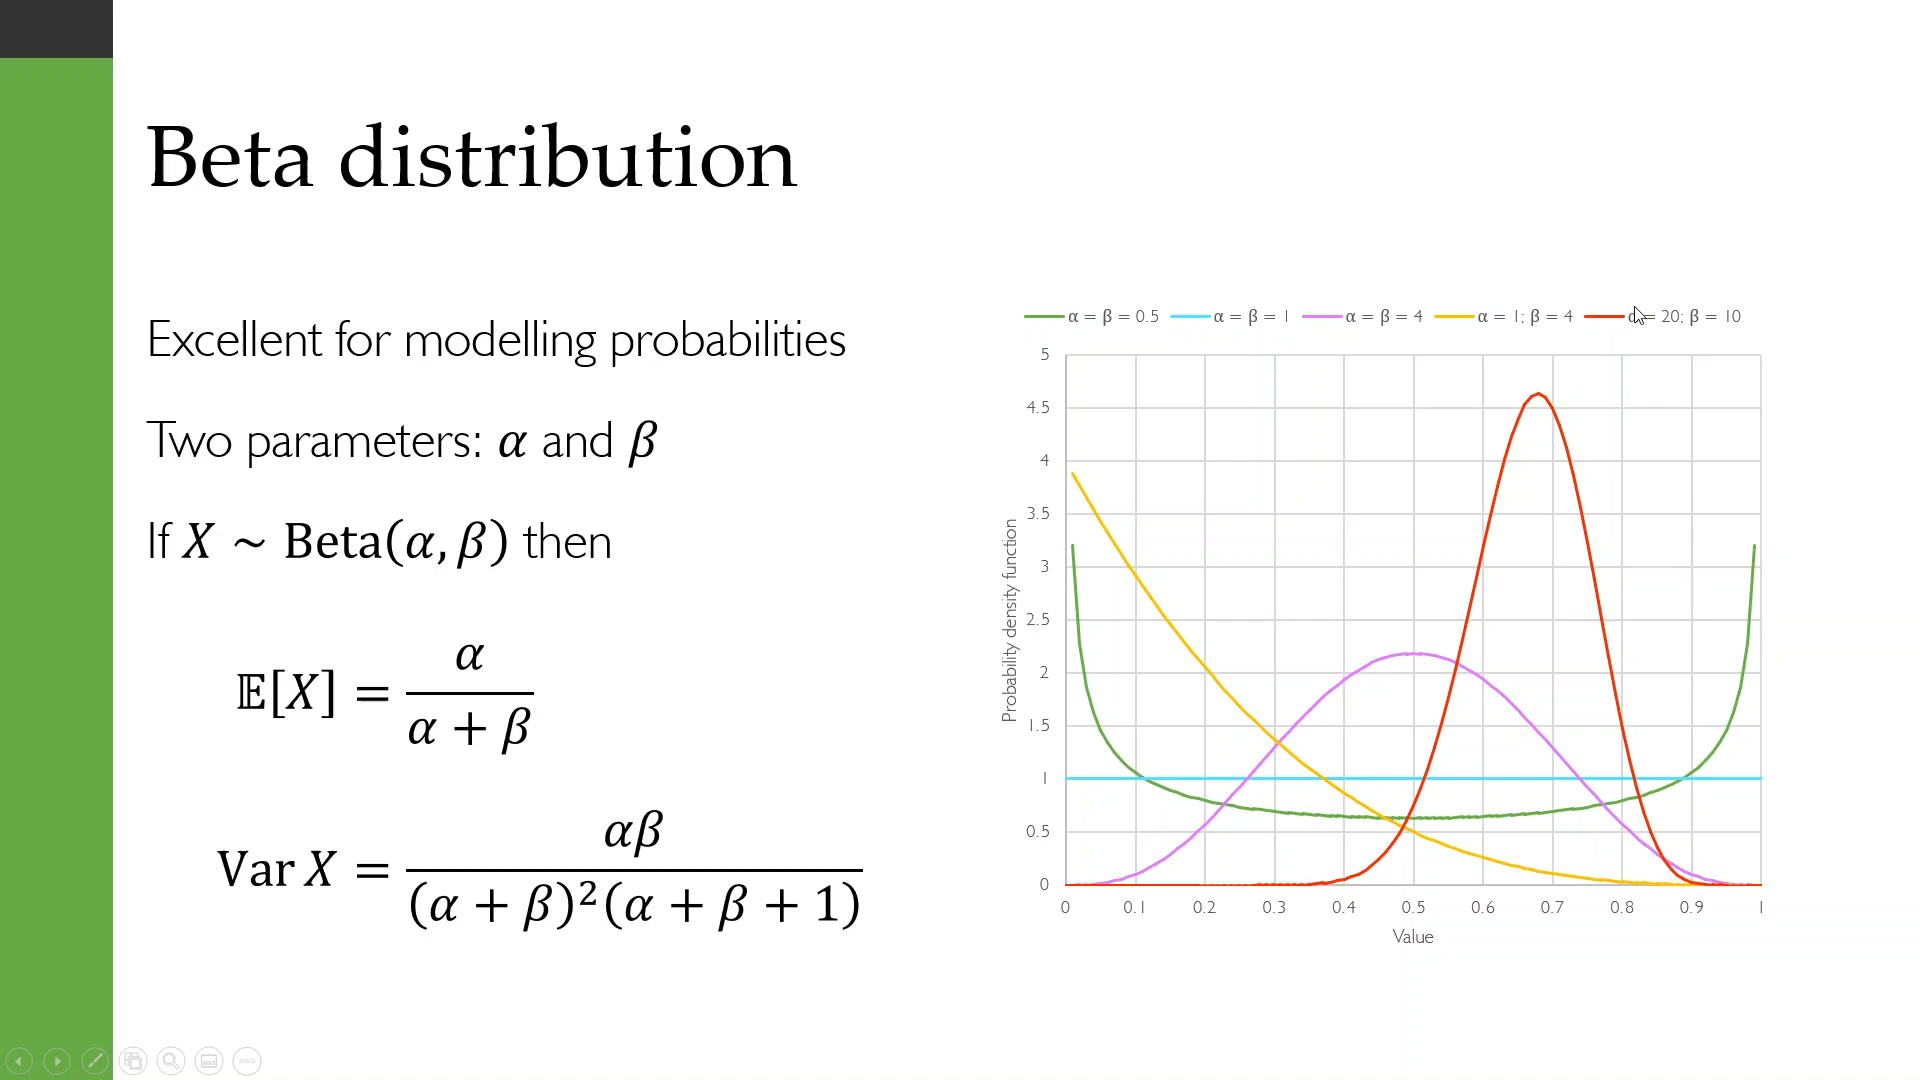 Beta distribution
Excellent for modelling probabilities
Two parameters: α and β
If X ~ Beta(α, β) then
𝔼[X] = α / (α + β)
Var X = αβ / ((α + β)²(α + β + 1))
α = β = 0.5 α = β = 1 α = β = 4 α = 1; β = 4 α = 20; β = 10
Probability density function
5
4.5
4
3.5
3
2.5
2
1.5
1
0.5
0
0 0.1 0.2 0.3 0.4 0.5 0.6 0.7 0.8 0.9 1
Value